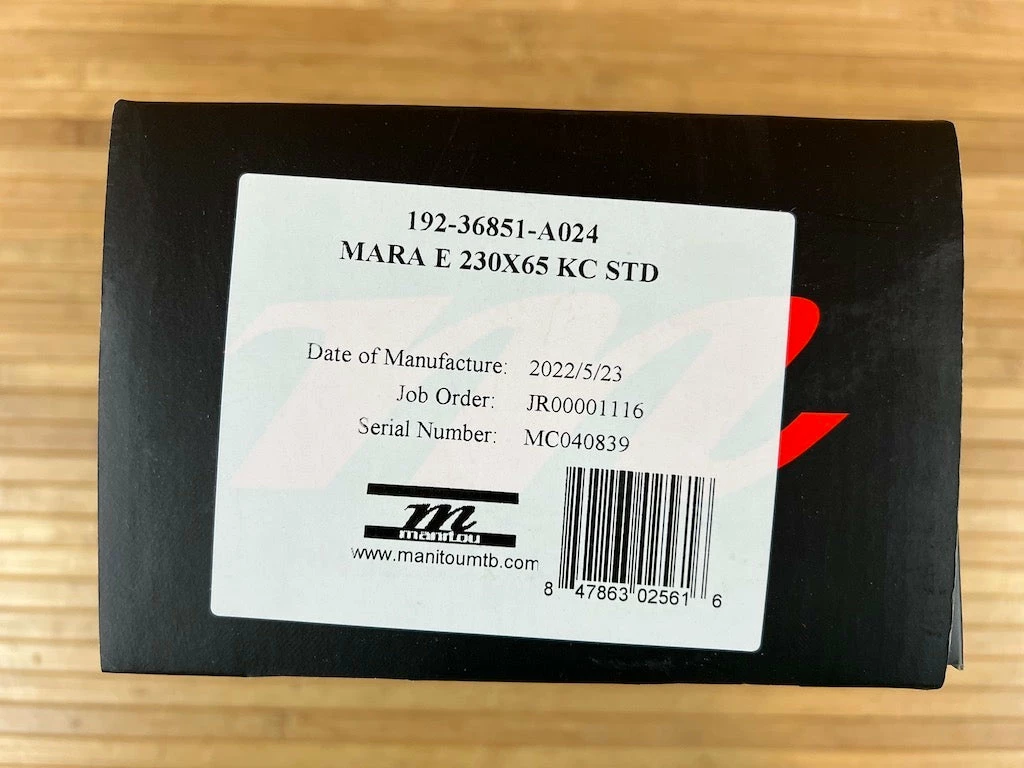 192-36851-A024
MARA E 230X65 KC STD
Date of Manufacture: 2022/5/23
Job Order: JR00001116
Serial Number: MC040839
m
manitou
www.manitoumtb.com
8 47863 02561 6